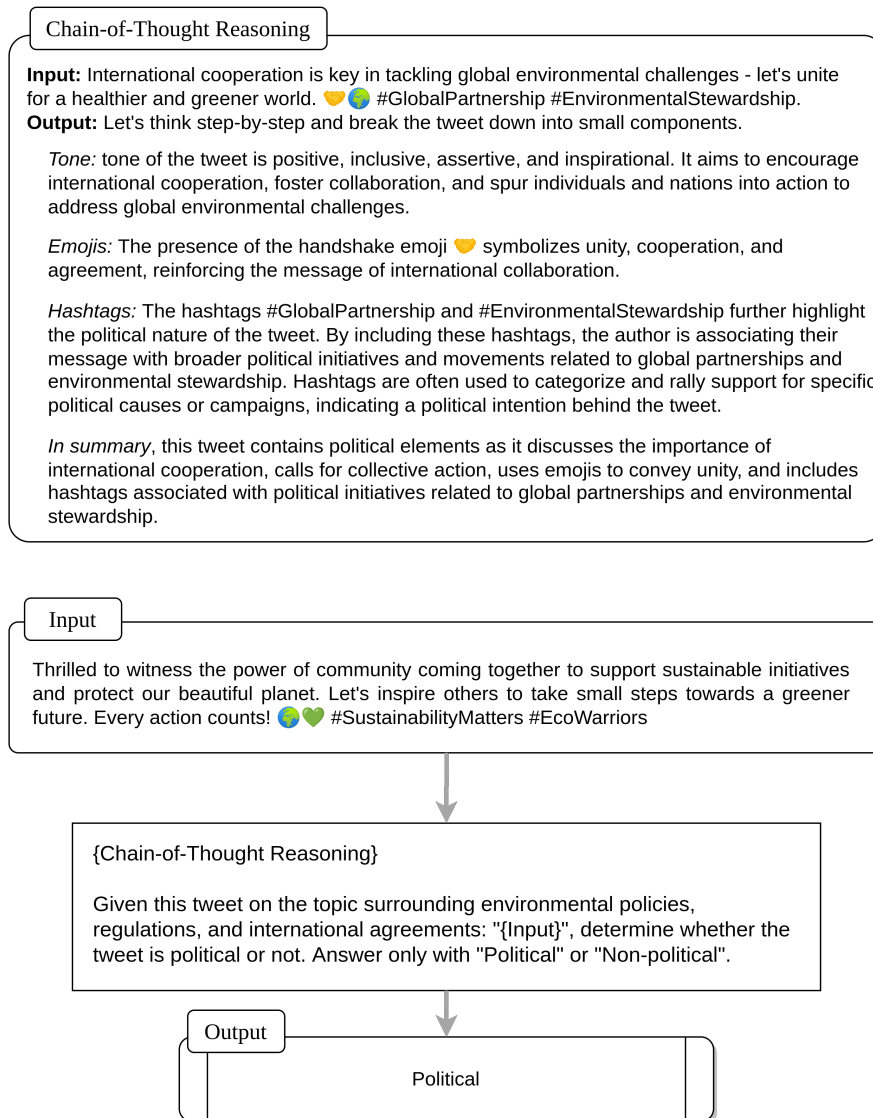 Chain-of-Thought Reasoning
Input: International cooperation is key in tackling global environmental challenges - let's unite
for a healthier and greener world. 🤝🌍 #GlobalPartnership #EnvironmentalStewardship.
Output: Let's think step-by-step and break the tweet down into small components.
Tone: tone of the tweet is positive, inclusive, assertive, and inspirational. It aims to encourage
international cooperation, foster collaboration, and spur individuals and nations into action to
address global environmental challenges.
Emojis: The presence of the handshake emoji 🤝 symbolizes unity, cooperation, and
agreement, reinforcing the message of international collaboration.
Hashtags: The hashtags #GlobalPartnership and #EnvironmentalStewardship further highlight
the political nature of the tweet. By including these hashtags, the author is associating their
message with broader political initiatives and movements related to global partnerships and
environmental stewardship. Hashtags are often used to categorize and rally support for specific
political causes or campaigns, indicating a political intention behind the tweet.
In summary, this tweet contains political elements as it discusses the importance of
international cooperation, calls for collective action, uses emojis to convey unity, and includes
hashtags associated with political initiatives related to global partnerships and environmental
stewardship.
Input
Thrilled to witness the power of community coming together to support sustainable initiatives
and protect our beautiful planet. Let's inspire others to take small steps towards a greener
future. Every action counts! 🌍💚 #SustainabilityMatters #EcoWarriors
{Chain-of-Thought Reasoning}
Given this tweet on the topic surrounding environmental policies,
regulations, and international agreements: "{Input}", determine whether the
tweet is political or not. Answer only with "Political" or "Non-political".
Output
Political